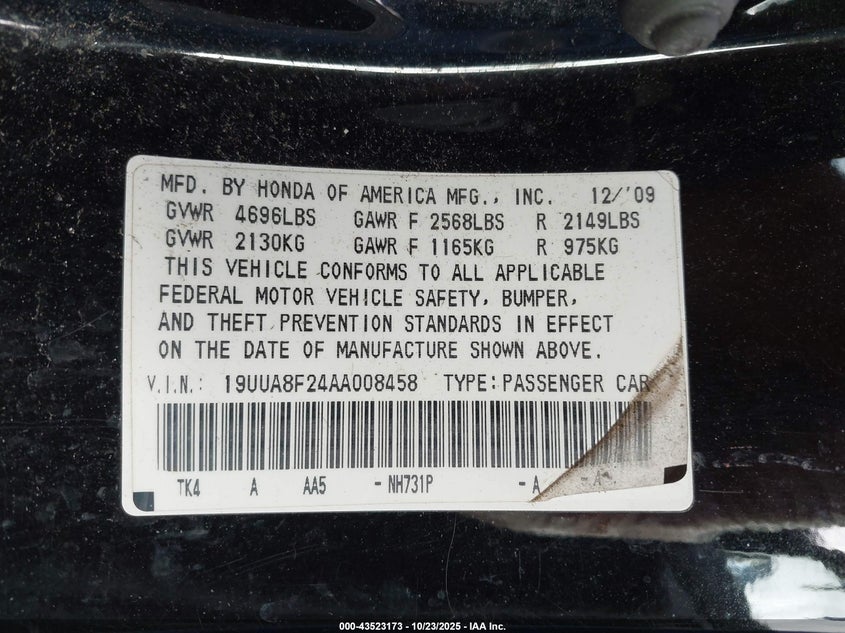 MFD. BY HONDA OF AMERICA MFG., INC. 12/'09
GVWR 4696LBS GAWR F 2568LBS R 2149LBS
GVWR 2130KG GAWR F 1165KG R 975KG
THIS VEHICLE CONFORMS TO ALL APPLICABLE
FEDERAL MOTOR VEHICLE SAFETY, BUMPER,
AND THEFT PREVENTION STANDARDS IN EFFECT
ON THE DATE OF MANUFACTURE SHOWN ABOVE.
V.I.N.: 19UUA8F24AA008458 TYPE: PASSENGER CAR
TK4 A AA5 - NH731P - A - A
000-43523173 - 10/23/2025 - IAA Inc.